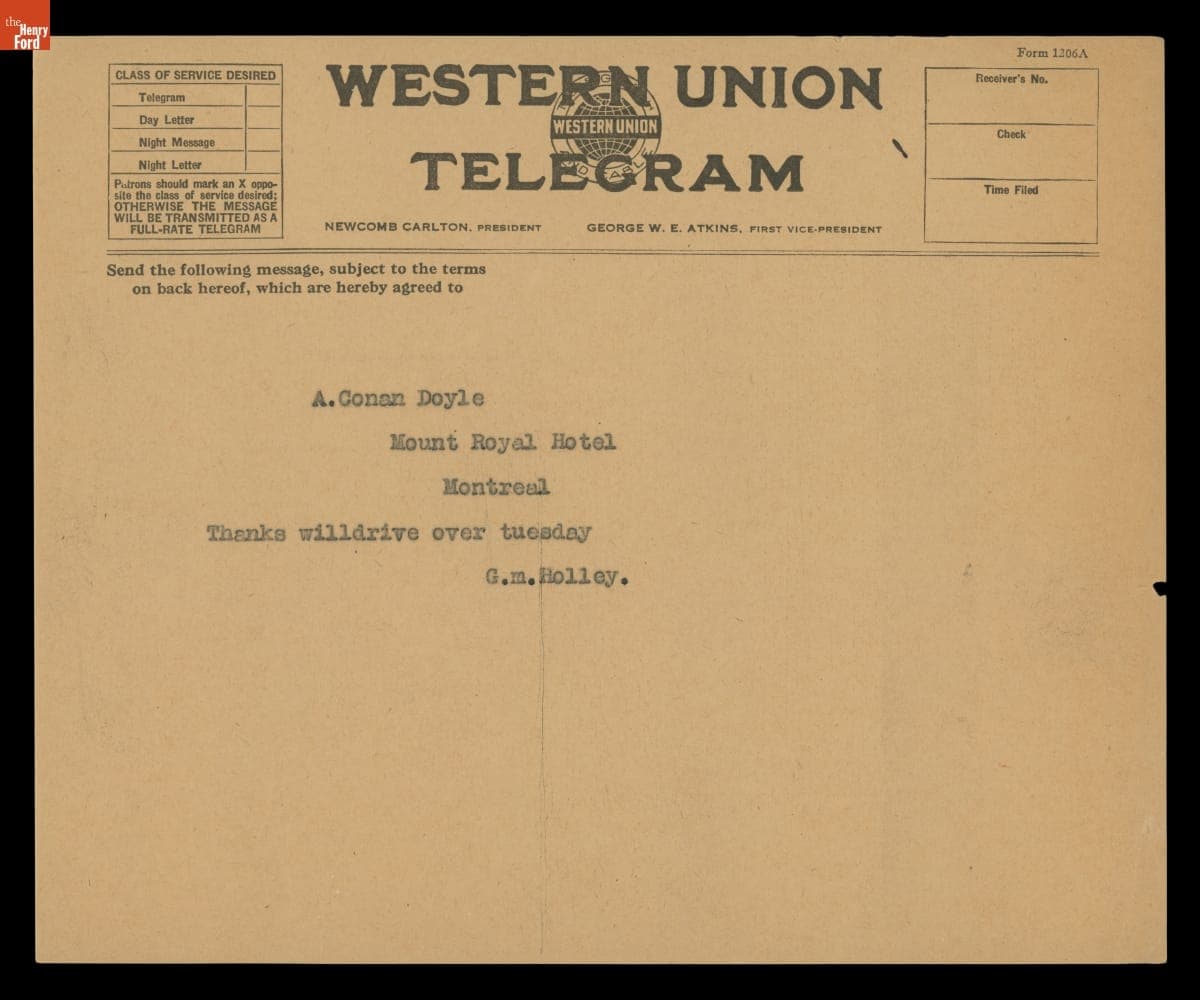 the
Henry
Ford
Form 1206A
CLASS OF SERVICE DESIRED
Telegram
Day Letter
Night Message
Night Letter
Patrons should mark an X oppo-
site the class of service desired;
OTHERWISE THE MESSAGE
WILL BE TRANSMITTED AS A
FULL-RATE TELEGRAM
WESTERN UNION
WESTERN UNION
TELEGRAM
NEWCOMB CARLTON, PRESIDENT
GEORGE W. E. ATKINS, FIRST VICE-PRESIDENT
Receiver's No.
Check
Time Filed
Send the following message, subject to the terms
on back hereof, which are hereby agreed to
A.Conan Doyle
Mount Royal Hotel
Montreal
Thanks willdrive over tuesday
G.m.Holley.